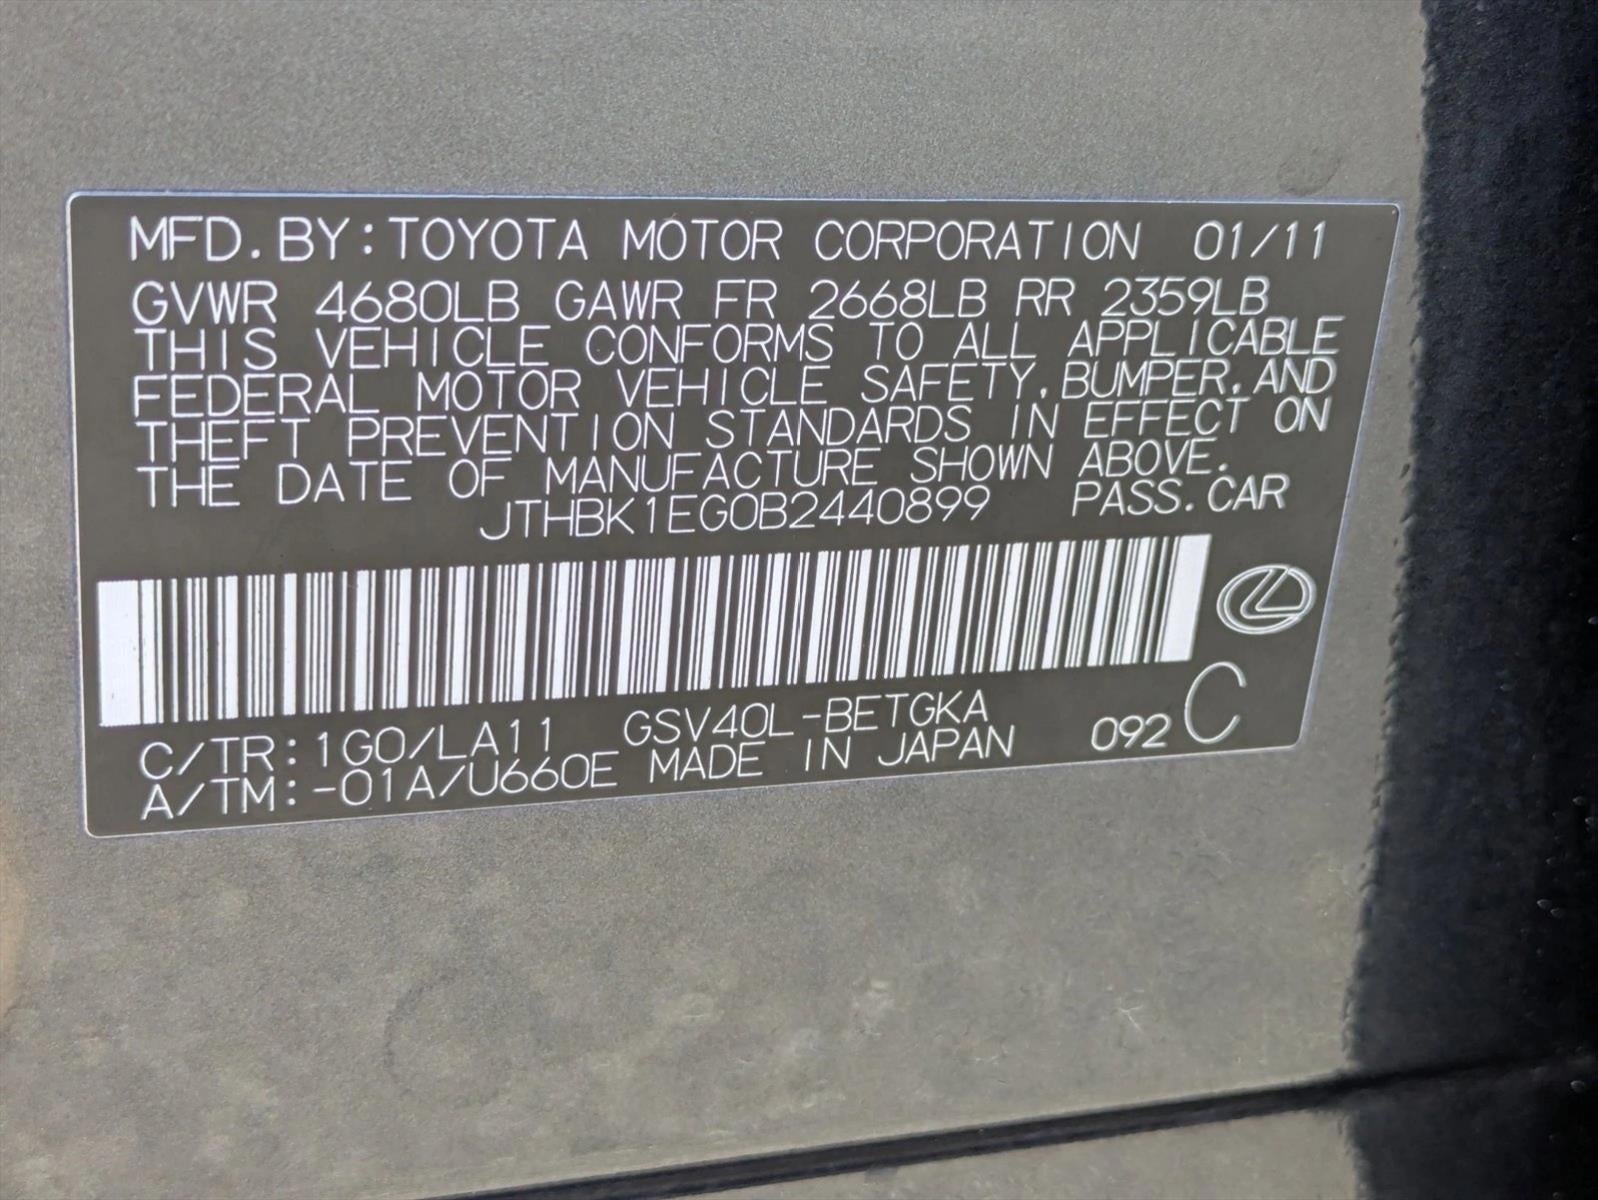 MFD. BY: TOYOTA MOTOR CORPORATION 01/11
GVWR 4680LB GAWR FR 2668LB RR 2359LB
THIS VEHICLE CONFORMS TO ALL APPLICABLE
FEDERAL MOTOR VEHICLE SAFETY, BUMPER, AND
THEFT PREVENTION STANDARDS IN EFFECT ON
THE DATE OF MANUFACTURE SHOWN ABOVE.
JTHBK1EG0B2440899 PASS. CAR
C/TR: 1G0/LA11 GSV40L-BETGKA
A/TM: -01A/U660E MADE IN JAPAN 092 C